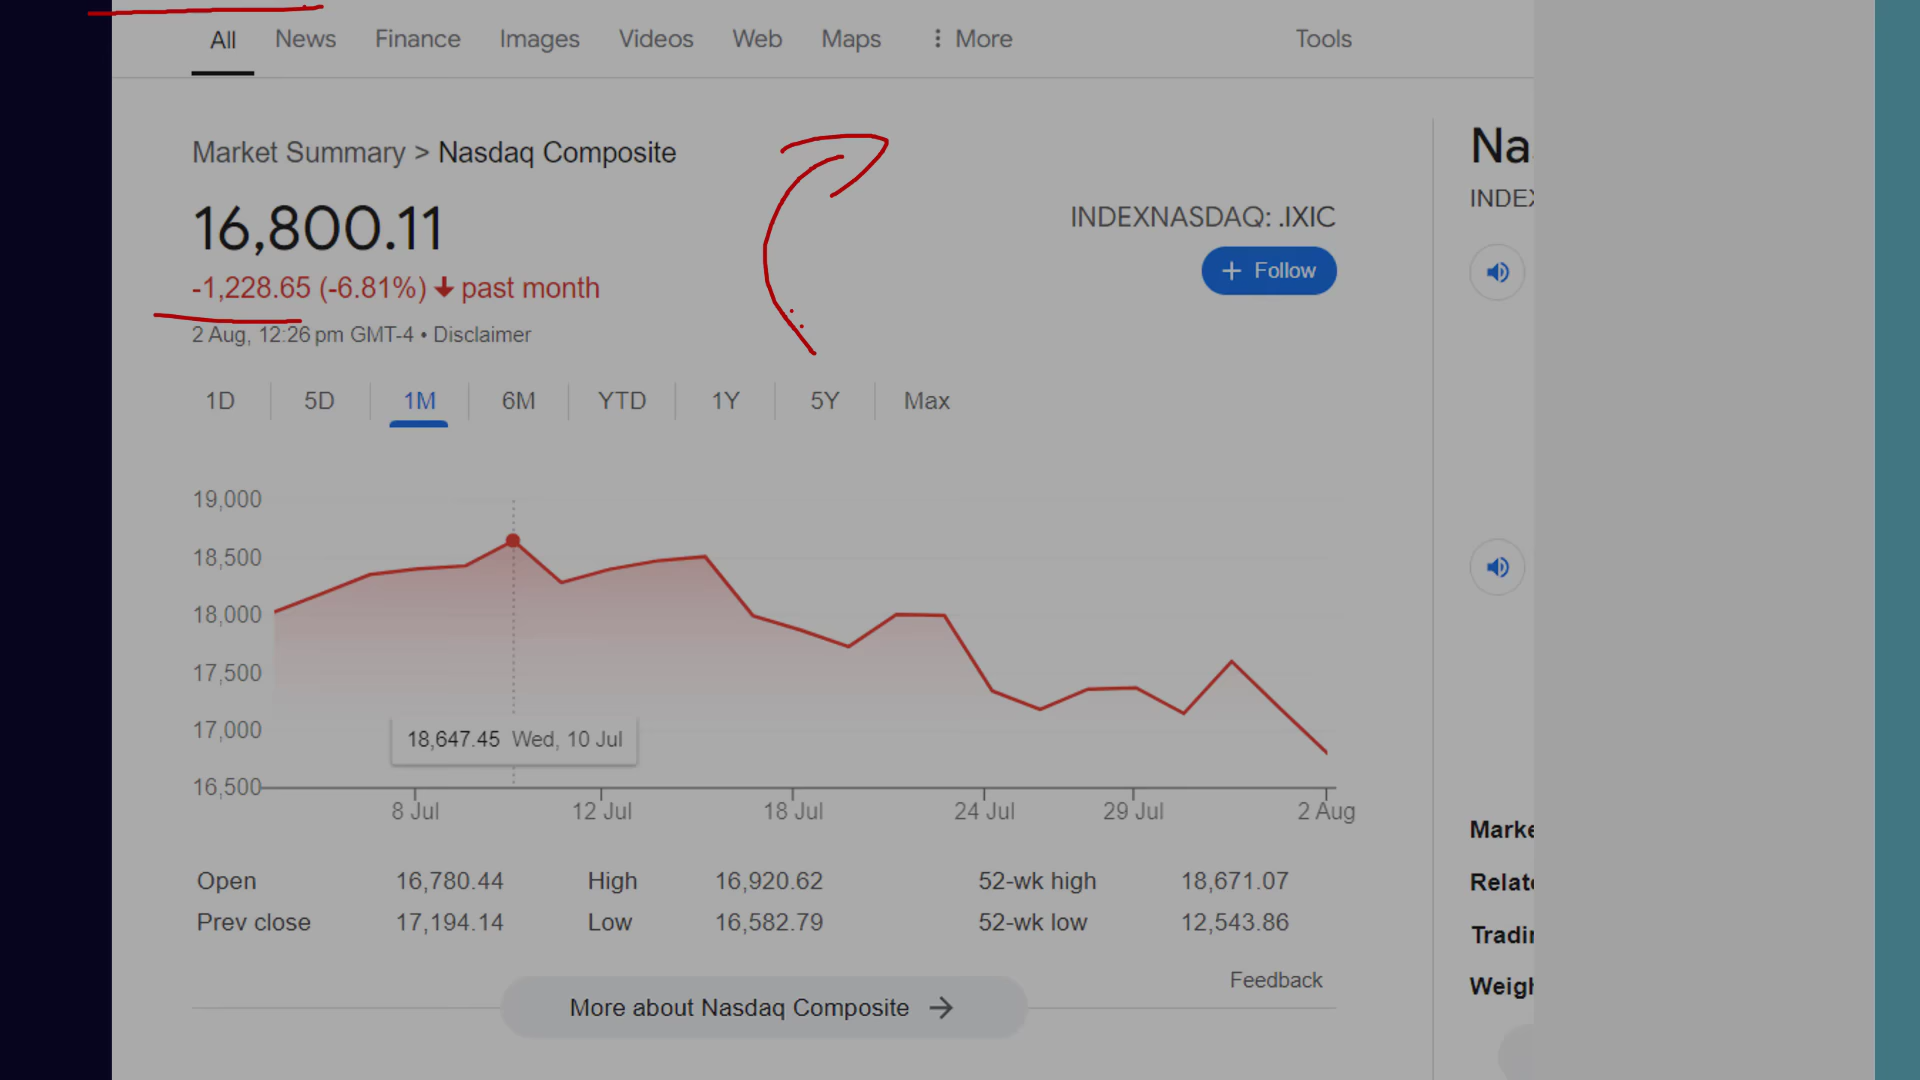 All News Finance Images Videos Web Maps More Tools
Market Summary > Nasdaq Composite
16,800.11
-1,228.65 (-6.81%) past month
2 Aug, 12:26 pm GMT-4 • Disclaimer
INDEXNASDAQ: .IXIC
+ Follow
1D 5D 1M 6M YTD 1Y 5Y Max
19,000
18,500
18,000
17,500
17,000
16,500
18,647.45 Wed, 10 Jul
8 Jul 12 Jul 18 Jul 24 Jul 29 Jul 2 Aug
Open 16,780.44 High 16,920.62 52-wk high 18,671.07
Prev close 17,194.14 Low 16,582.79 52-wk low 12,543.86
Feedback
More about Nasdaq Composite →